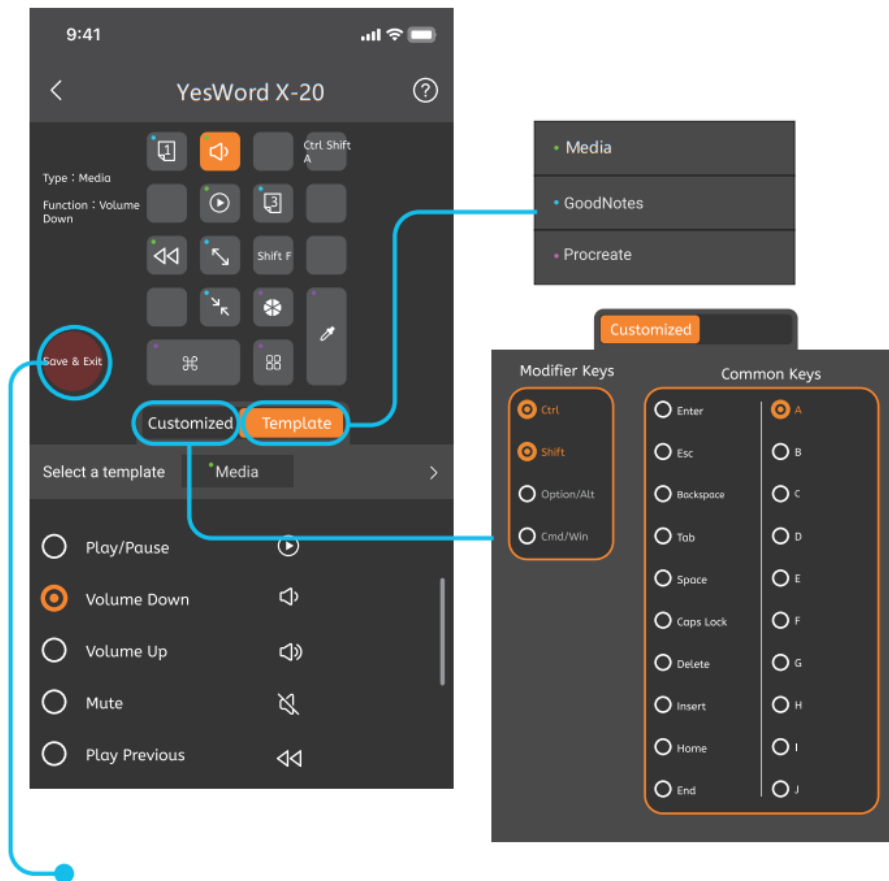 9:41
YesWord X-20
?
1
Ctrl Shift
A
Type : Media
Function : Volume
Down
3
Shift F
Save & Exit
⌘
Customized
Template
Select a template
Media
Play/Pause
Volume Down
Volume Up
Mute
Play Previous
Media
GoodNotes
Procreate
Customized
Modifier Keys
Common Keys
Ctrl
Enter
A
Shift
Esc
B
Option/Alt
Backspace
C
Cmd/Win
Tab
D
Space
E
Caps Lock
F
Delete
G
Insert
H
Home
I
End
J